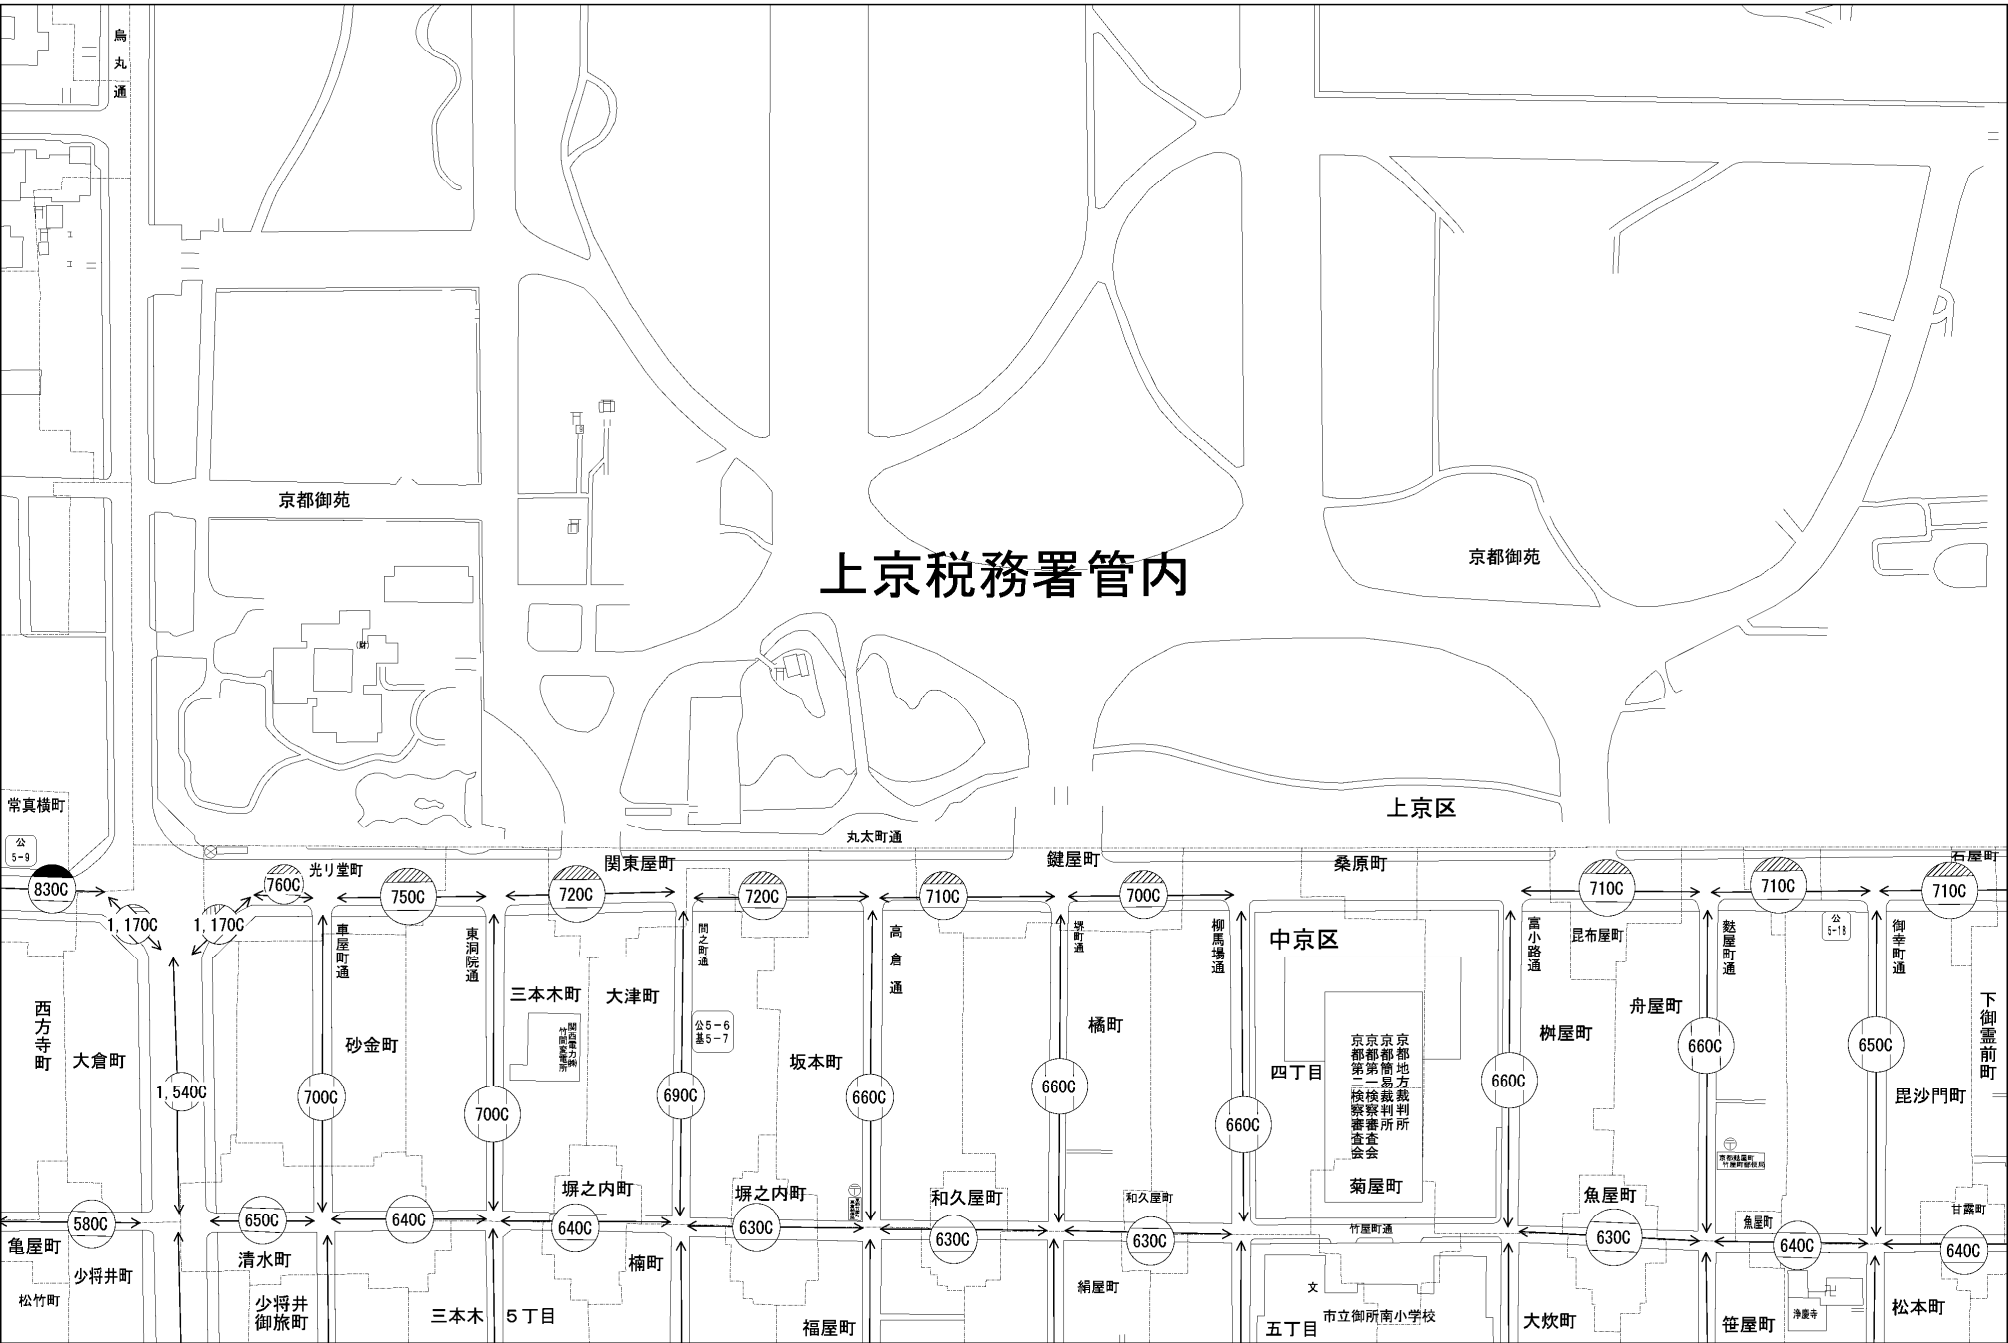 烏丸通
京都御苑
上京税務署管内
京都御苑
(財)
常真横町
上京区
公
5-9
丸太町通
光リ堂町
関東屋町
鍵屋町
桑原町
石屋町
830C
760C
750C
720C
720C
710C
700C
710C
710C
710C
1,170C
1,170C
車屋町通
東洞院通
間之町通
高倉通
堺町通
柳馬場通
中京区
富小路通
昆布屋町
麩屋町通
公
5-18
御幸町通
西方寺町
大倉町
砂金町
三本木町
大津町
関西電力㈱
竹間変電所
公5-6
基5-7
坂本町
橘町
四丁目
京都地方裁判所
京都簡易裁判所
京都第一検察審査会
京都第二検察審査会
桝屋町
舟屋町
下御霊前町
毘沙門町
1,540C
700C
700C
690C
660C
660C
660C
660C
660C
650C
菊屋町
塀之内町
塀之内町
和久屋町
和久屋町
魚屋町
魚屋町
甘露町
竹屋町通
580C
650C
640C
640C
630C
630C
630C
630C
640C
640C
亀屋町
少将井町
松竹町
清水町
少将井
御旅町
三本木
5丁目
楠町
福屋町
絹屋町
文
市立御所南小学校
五丁目
大炊町
笹屋町
浄慶寺
松本町